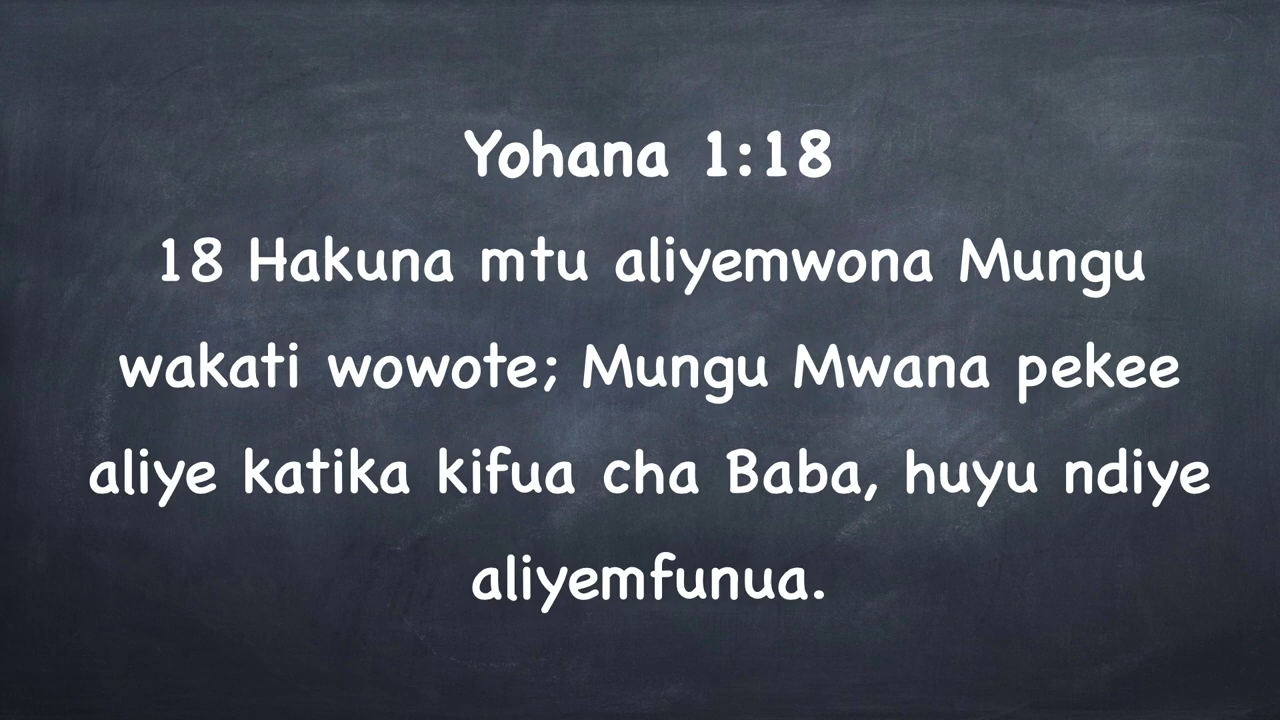 Yohana 1:18
18 Hakuna mtu aliyemwona Mungu
wakati wowote; Mungu Mwana pekee
aliye katika kifua cha Baba, huyu ndiye
aliyemfunua.